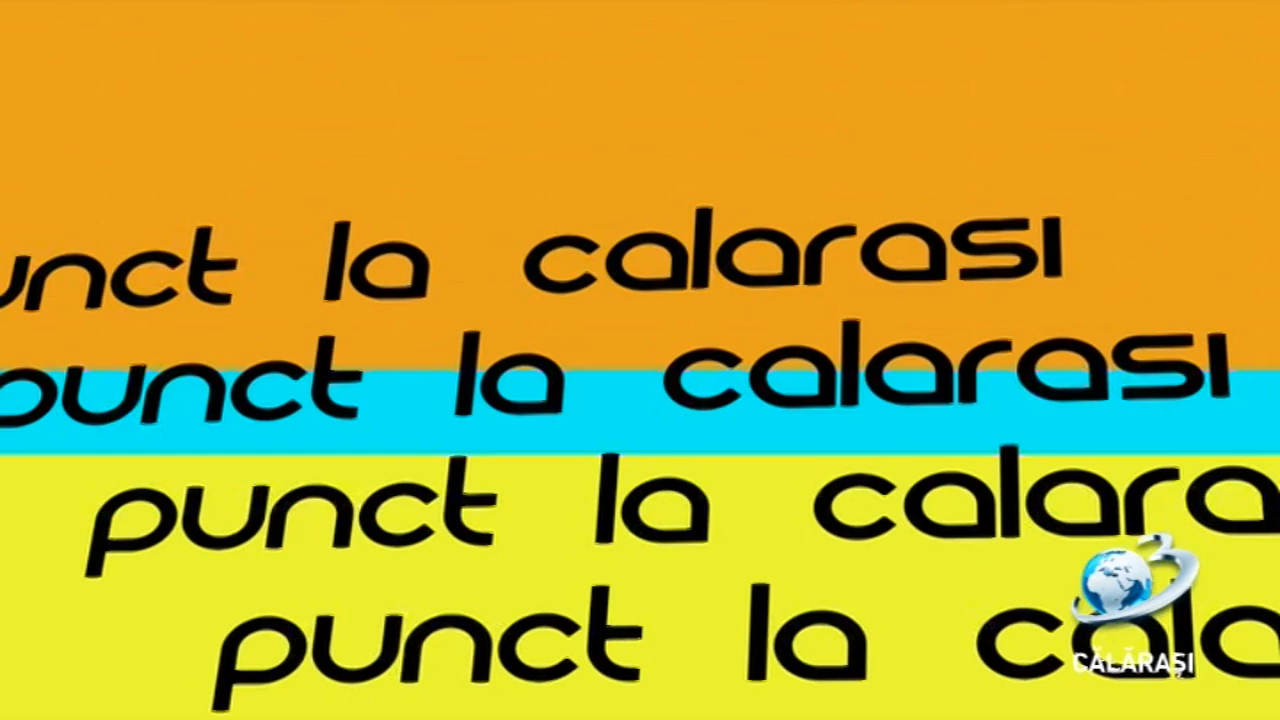 unct la calarasi
punct la calarasi
punct la calara
punct la cala
CĂLĂRAȘI